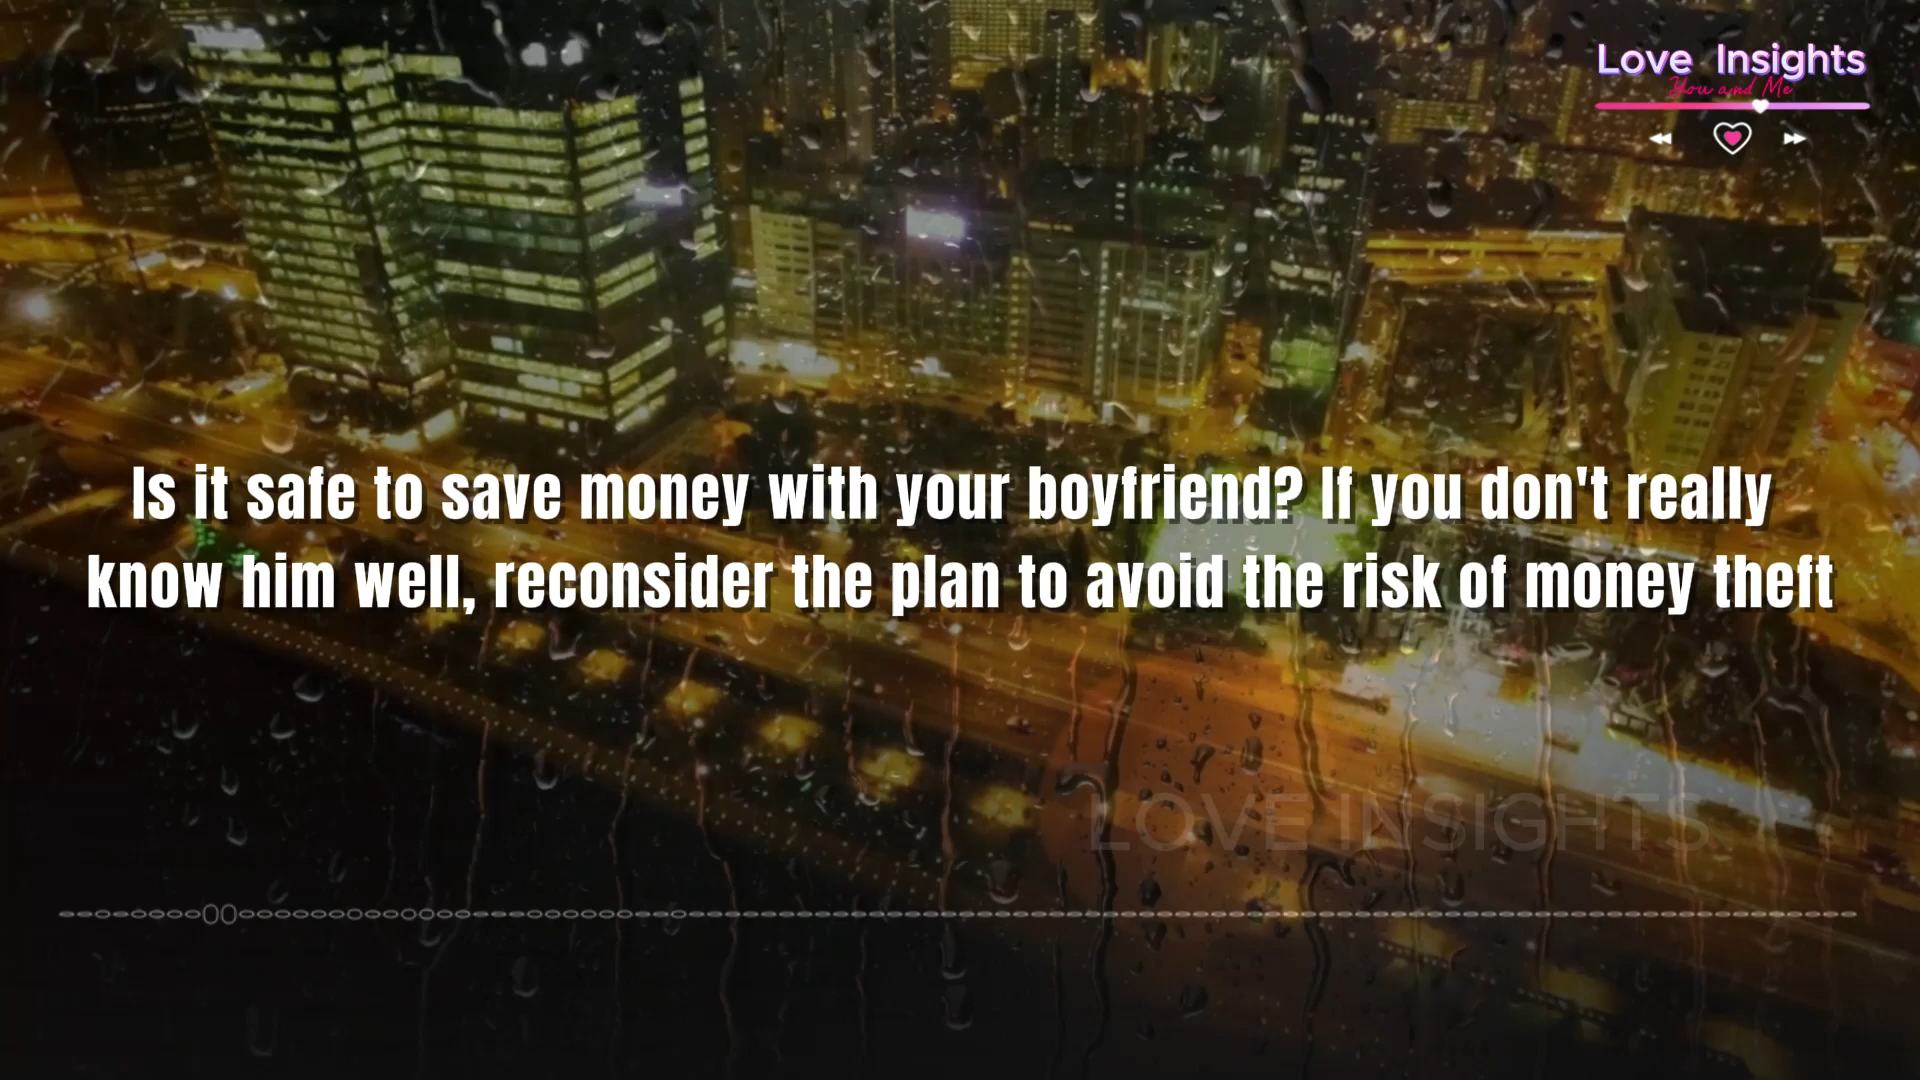 Love Insights
You and Me
Is it safe to save money with your boyfriend? If you don't really
know him well, reconsider the plan to avoid the risk of money theft
LOVE INSIGHTS